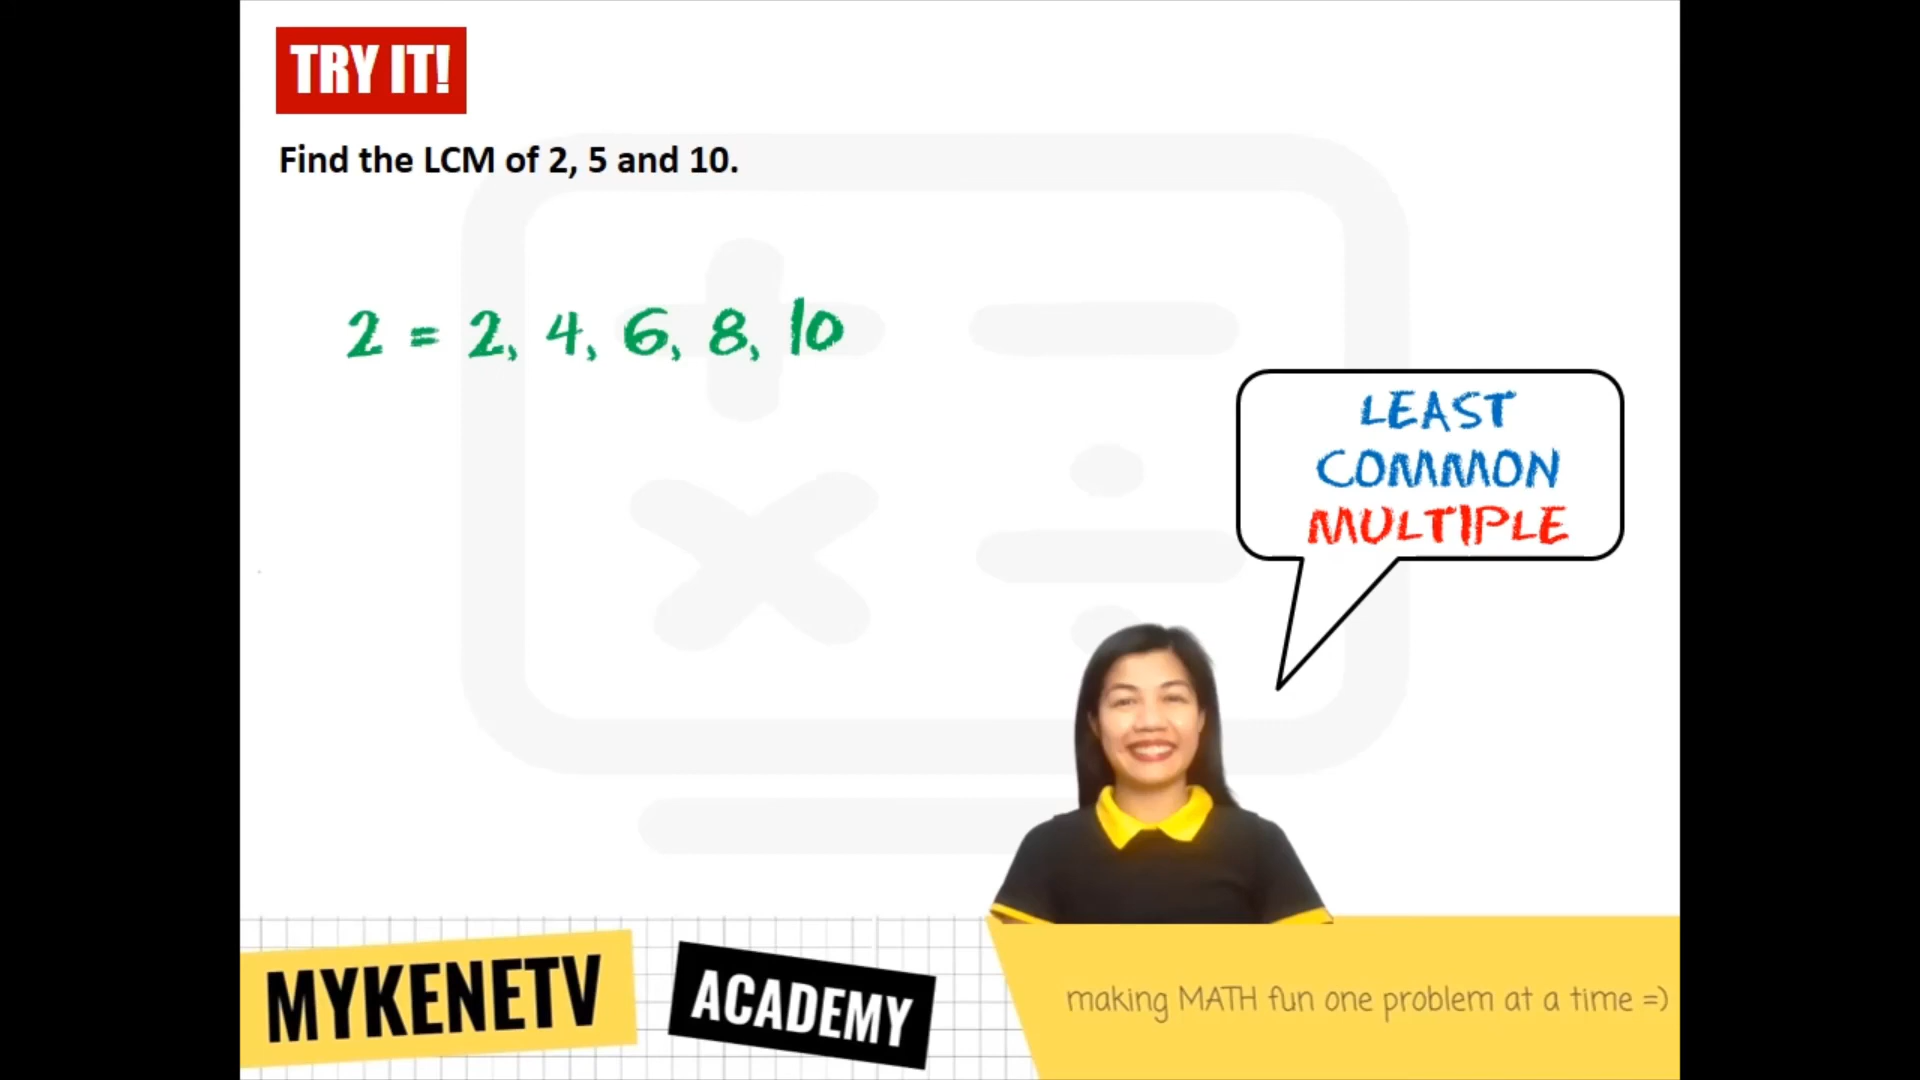 TRY IT!
Find the LCM of 2, 5 and 10.
2 = 2, 4, 6, 8, 10
LEAST
COMMON
MULTIPLE
MYKENETV
ACADEMY
making MATH fun one problem at a time =)